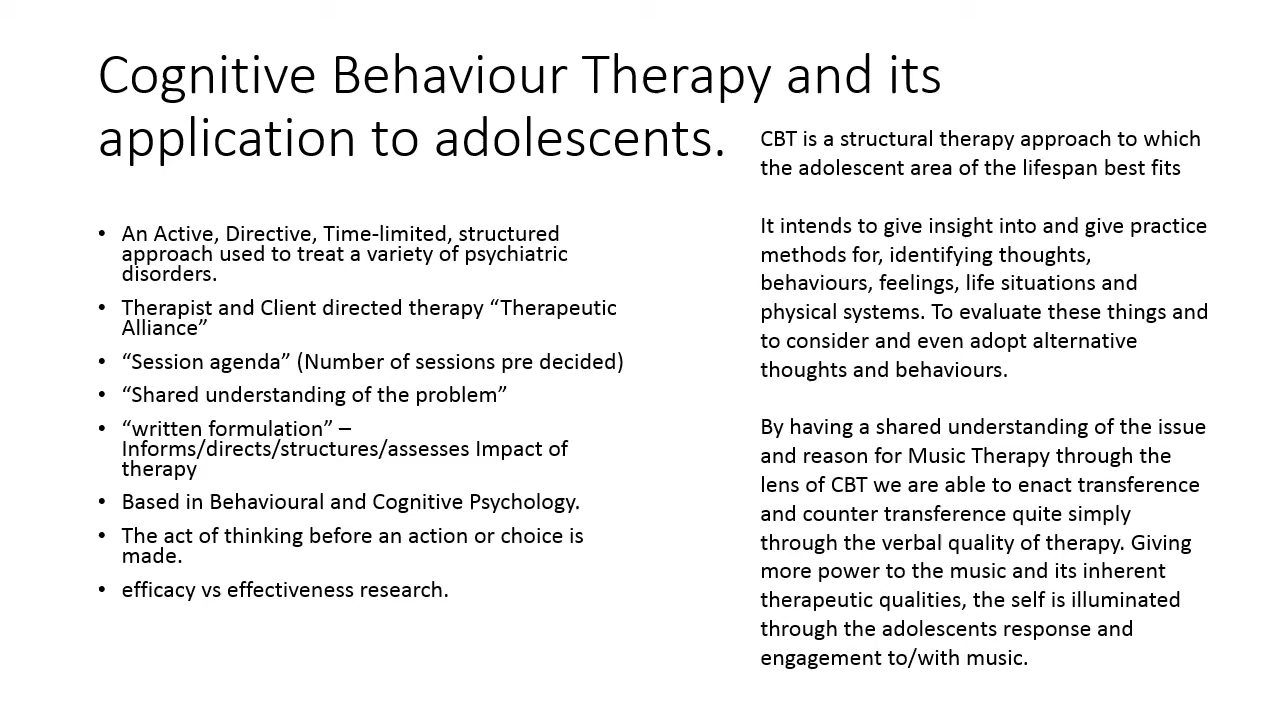 Cognitive Behaviour Therapy and its
application to adolescents.
• An Active, Directive, Time-limited, structured
approach used to treat a variety of psychiatric
disorders.
• Therapist and Client directed therapy “Therapeutic
Alliance”
• “Session agenda” (Number of sessions pre decided)
• “Shared understanding of the problem”
• “written formulation” –
Informs/directs/structures/assesses Impact of
therapy
• Based in Behavioural and Cognitive Psychology.
• The act of thinking before an action or choice is
made.
• efficacy vs effectiveness research.
CBT is a structural therapy approach to which
the adolescent area of the lifespan best fits
It intends to give insight into and give practice
methods for, identifying thoughts,
behaviours, feelings, life situations and
physical systems. To evaluate these things and
to consider and even adopt alternative
thoughts and behaviours.
By having a shared understanding of the issue
and reason for Music Therapy through the
lens of CBT we are able to enact transference
and counter transference quite simply
through the verbal quality of therapy. Giving
more power to the music and its inherent
therapeutic qualities, the self is illuminated
through the adolescents response and
engagement to/with music.